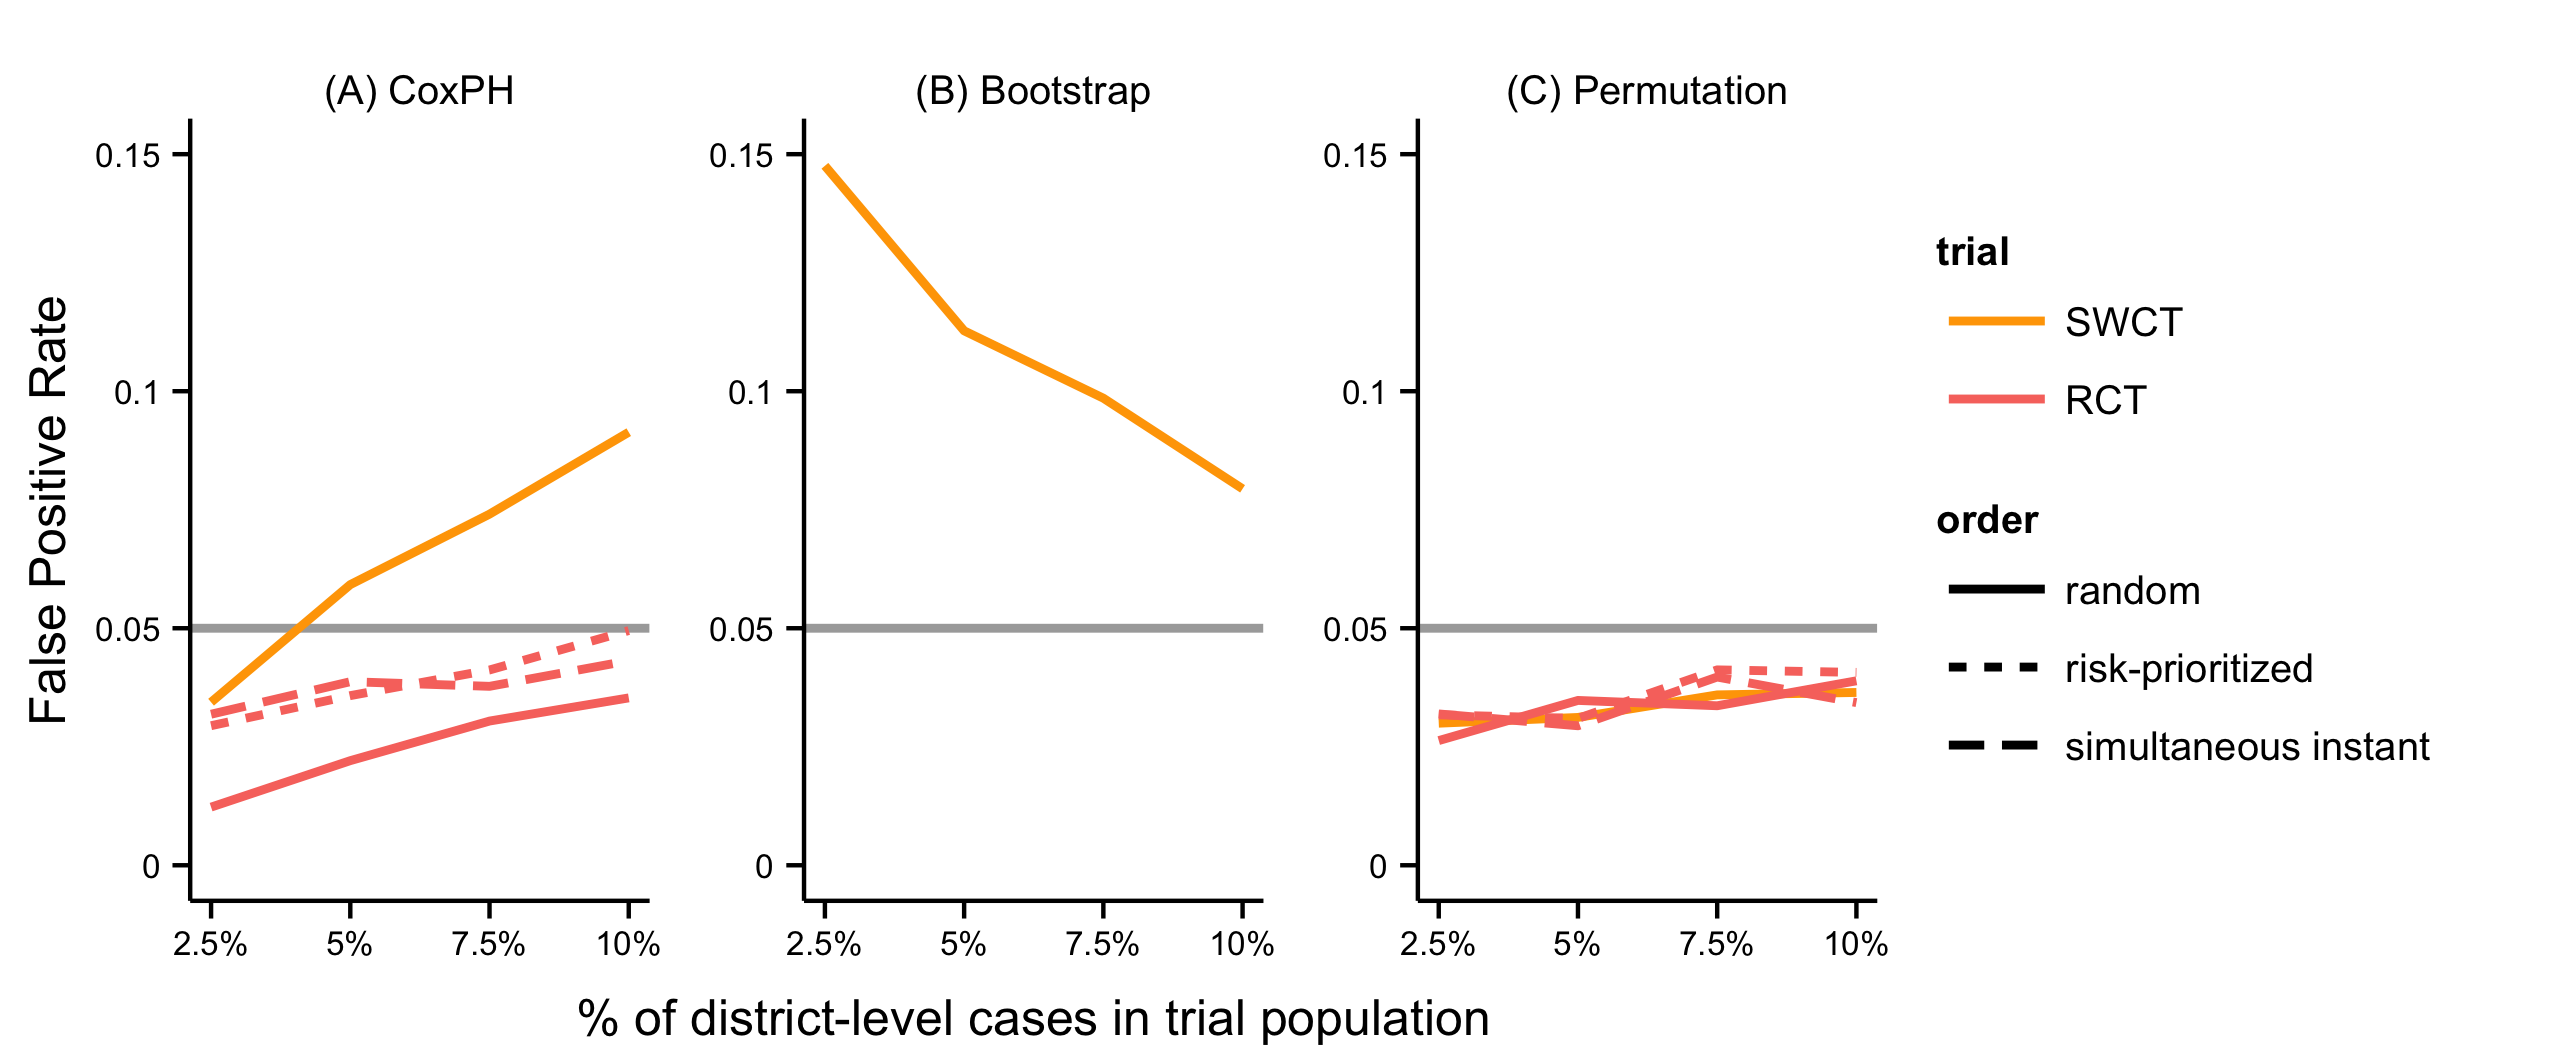 (A) CoxPH
(B) Bootstrap
(C) Permutation
False Positive Rate
0.15
0.1
0.05
0
2.5% 5% 7.5% 10%
0.15
0.1
0.05
0
2.5% 5% 7.5% 10%
0.15
0.1
0.05
0
2.5% 5% 7.5% 10%
% of district-level cases in trial population
trial
SWCT
RCT
order
random
risk-prioritized
simultaneous instant